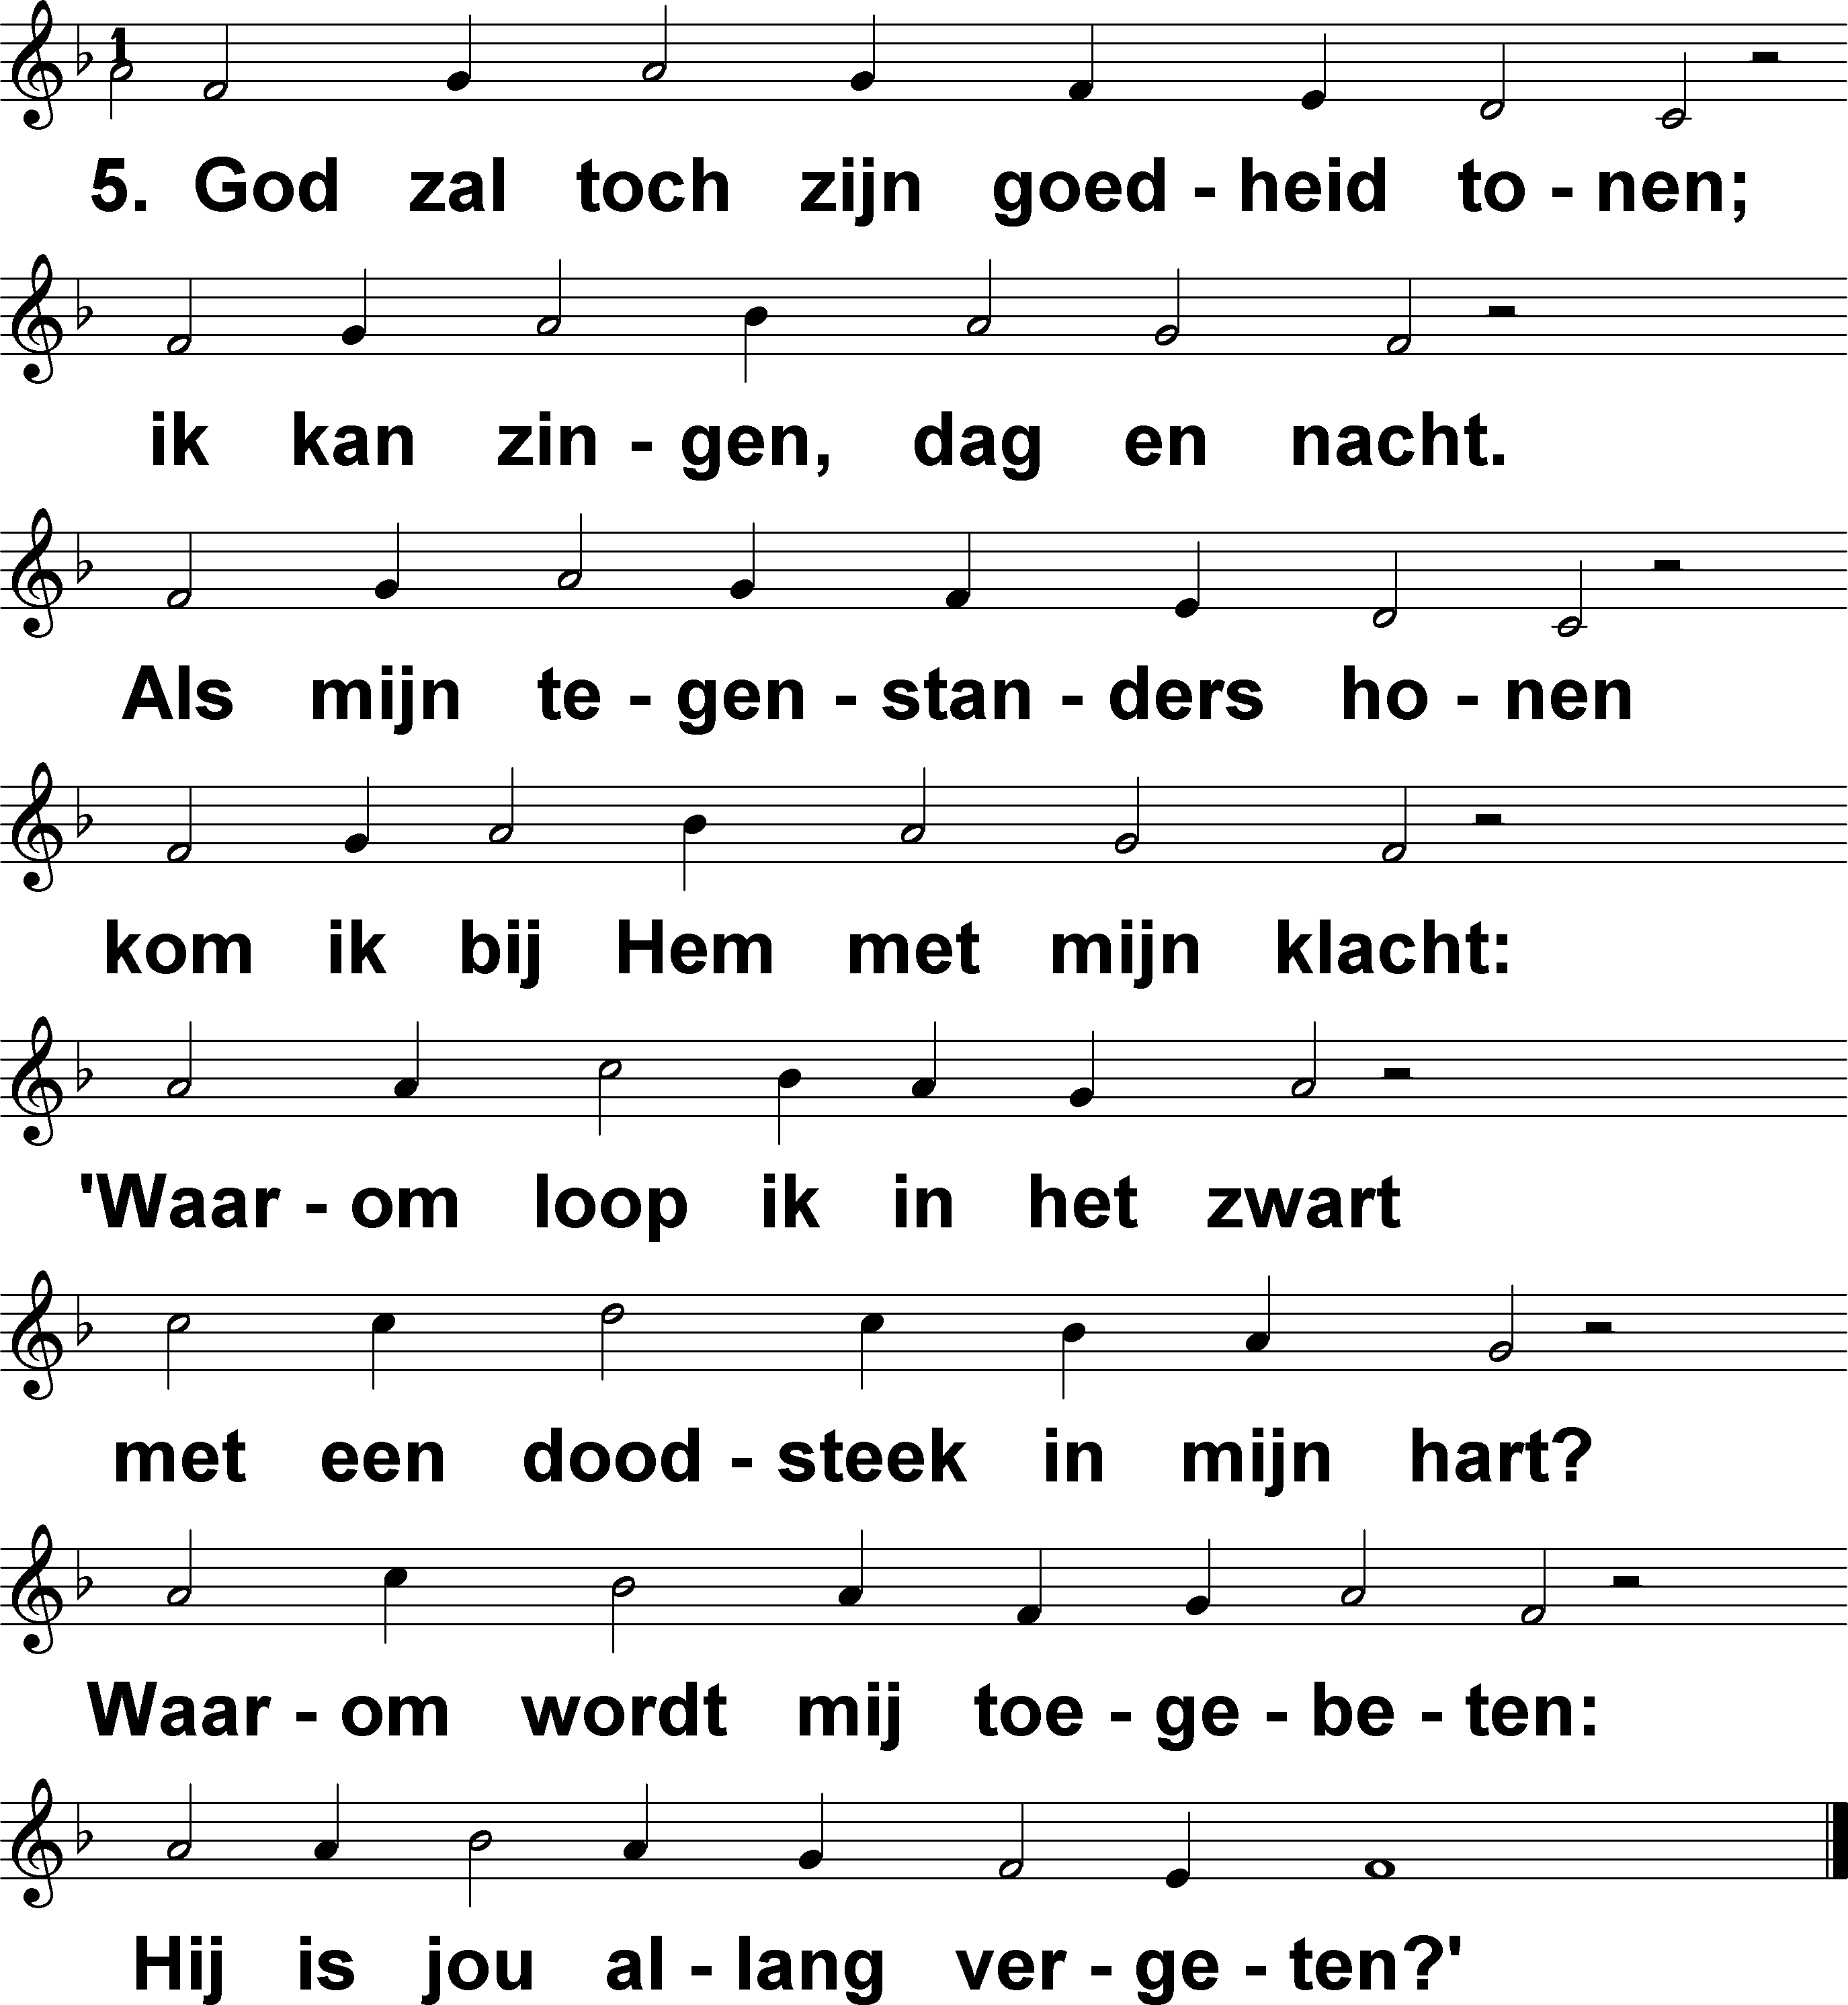 1
5. God zal toch zijn goed - heid to - nen;
ik kan zin - gen, dag en nacht.
Als mijn te - gen - stan - ders ho - nen
kom ik bij Hem met mijn klacht:
'Waar - om loop ik in het zwart
met een dood - steek in mijn hart?
Waar - om wordt mij toe - ge - be - ten:
Hij is jou al - lang ver - ge - ten?'